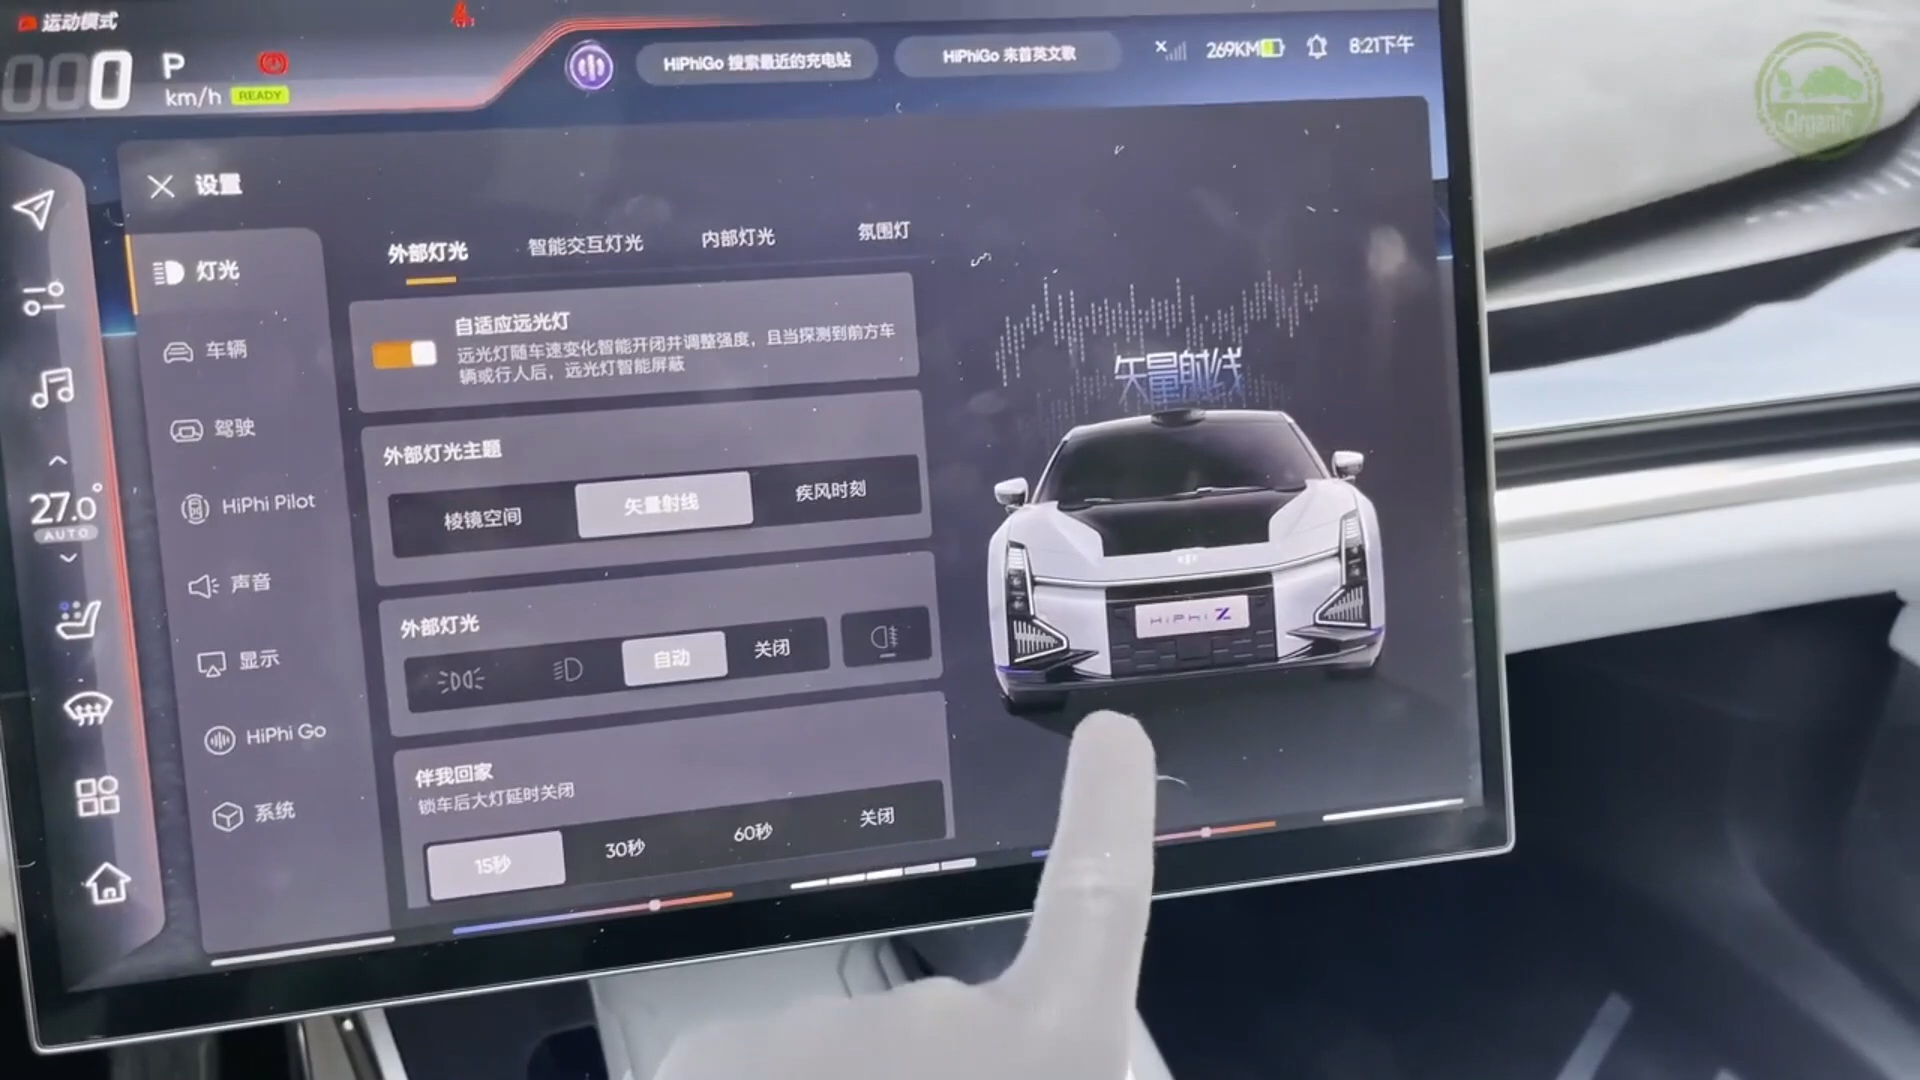 运动模式
000
P
km/h
READY
HiPhiGo 搜索最近的充电站
HiPhiGo 来首英文歌
269KM
8:21下午
OrganiC
设置
灯光
车辆
驾驶
HiPhi Pilot
声音
显示
HiPhi Go
系统
27.0°
AUTO
外部灯光
智能交互灯光
内部灯光
氛围灯
自适应远光灯
远光灯随车速变化智能开闭并调整强度，且当探测到前方车
辆或行人后，远光灯智能屏蔽
外部灯光主题
棱镜空间
矢量射线
疾风时刻
外部灯光
自动
关闭
伴我回家
锁车后大灯延时关闭
15秒
30秒
60秒
关闭
矢量射线
HiPhi Z